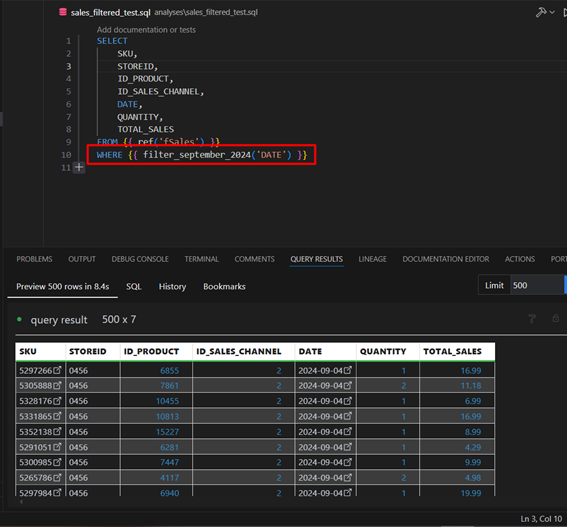 sales_filtered_test.sql analyses\sales_filtered_test.sql
Add documentation or tests
1 SELECT
2 SKU,
3 STOREID,
4 ID_PRODUCT,
5 ID_SALES_CHANNEL,
6 DATE,
7 QUANTITY,
8 TOTAL_SALES
9 FROM {{ ref('fSales') }}
10 WHERE {{ filter_september_2024('DATE') }}
11
PROBLEMS OUTPUT DEBUG CONSOLE TERMINAL COMMENTS QUERY RESULTS LINEAGE DOCUMENTATION EDITOR ACTIONS PORT
Preview 500 rows in 8.4s SQL History Bookmarks Limit 500
query result 500 x 7
SKU STOREID ID_PRODUCT ID_SALES_CHANNEL DATE QUANTITY TOTAL_SALES
5297266 0456 6855 2 2024-09-04 1 16.99
5305888 0456 7861 2 2024-09-04 2 11.18
5328176 0456 10455 2 2024-09-04 1 6.99
5331865 0456 10813 2 2024-09-04 1 16.99
5352138 0456 15227 2 2024-09-04 1 8.99
5291051 0456 6281 2 2024-09-04 1 4.29
5300985 0456 7447 2 2024-09-04 1 9.99
5265786 0456 4117 2 2024-09-04 2 4.98
5297984 0456 6940 2 2024-09-04 1 19.99
Ln 3, Col 10